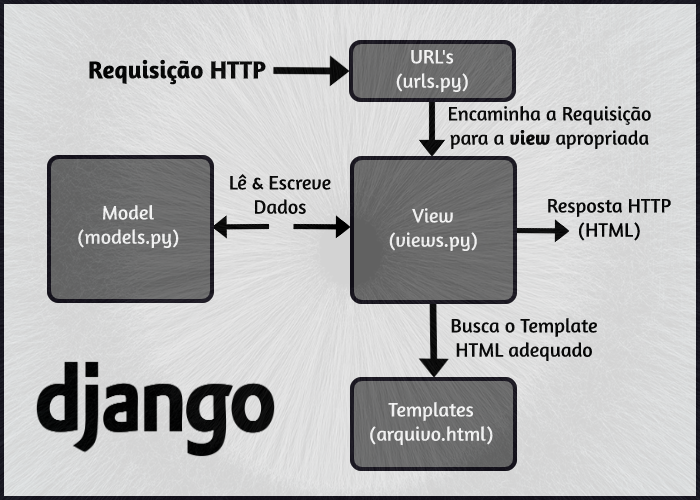 Requisição HTTP
URL's
(urls.py)
Encaminha a Requisição
para a view apropriada
Model
(models.py)
Lê & Escreve
Dados
View
(views.py)
Resposta HTTP
(HTML)
Busca o Template
HTML adequado
Templates
(arquivo.html)
django